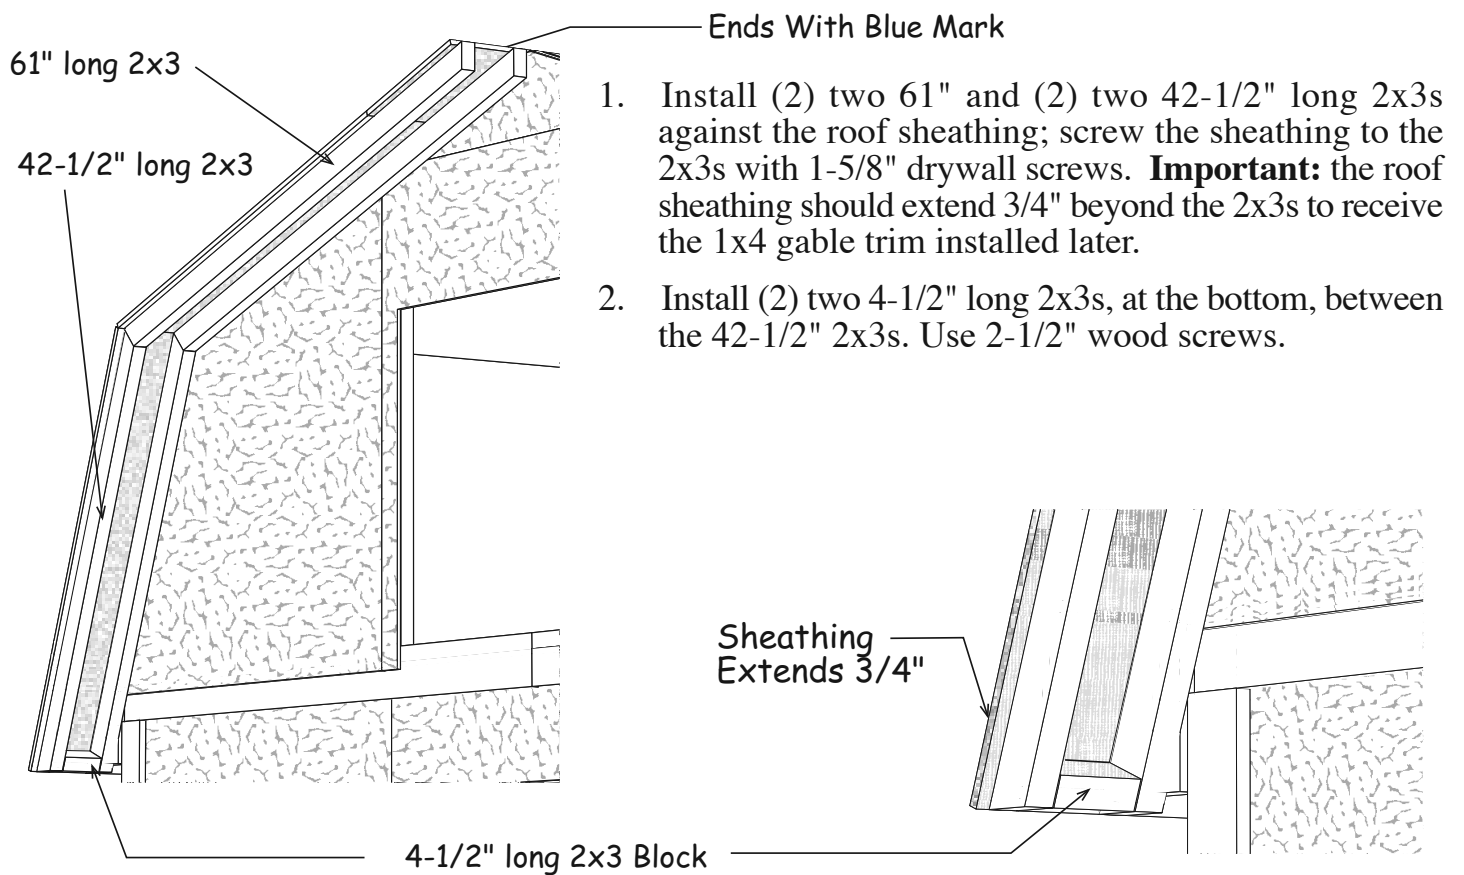 Ends With Blue Mark
61" long 2x3
42-1/2" long 2x3
1. Install (2) two 61" and (2) two 42-1/2" long 2x3s
against the roof sheathing; screw the sheathing to the
2x3s with 1-5/8" drywall screws. Important: the roof
sheathing should extend 3/4" beyond the 2x3s to receive
the 1x4 gable trim installed later.
2. Install (2) two 4-1/2" long 2x3s, at the bottom, between
the 42-1/2" 2x3s. Use 2-1/2" wood screws.
Sheathing
Extends 3/4"
4-1/2" long 2x3 Block